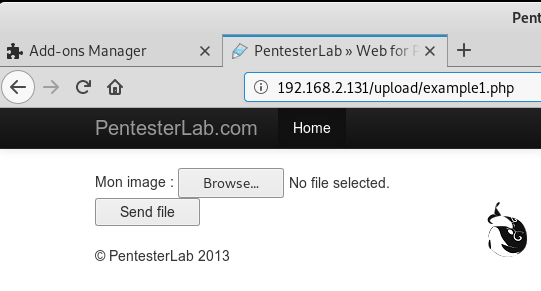 Pent
Add-ons Manager
PentesterLab » Web for P
192.168.2.131/upload/example1.php
PentesterLab.com Home
Mon image : Browse... No file selected.
Send file
© PentesterLab 2013